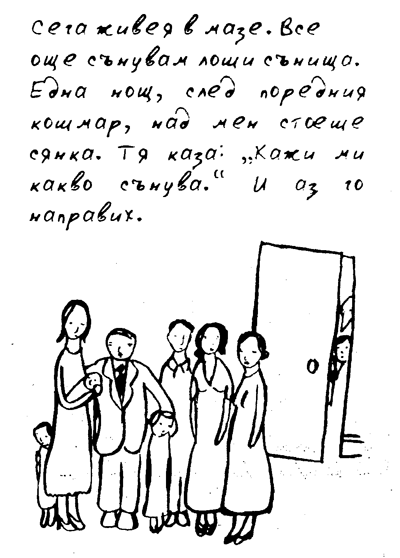 Сега живея в мазе. Все
още сънувам лоши сънища.
Една нощ, след поредния
кошмар, над мен стоеше
сянка. Тя каза: „Кажи ми
какво сънува.“ И аз го
направих.